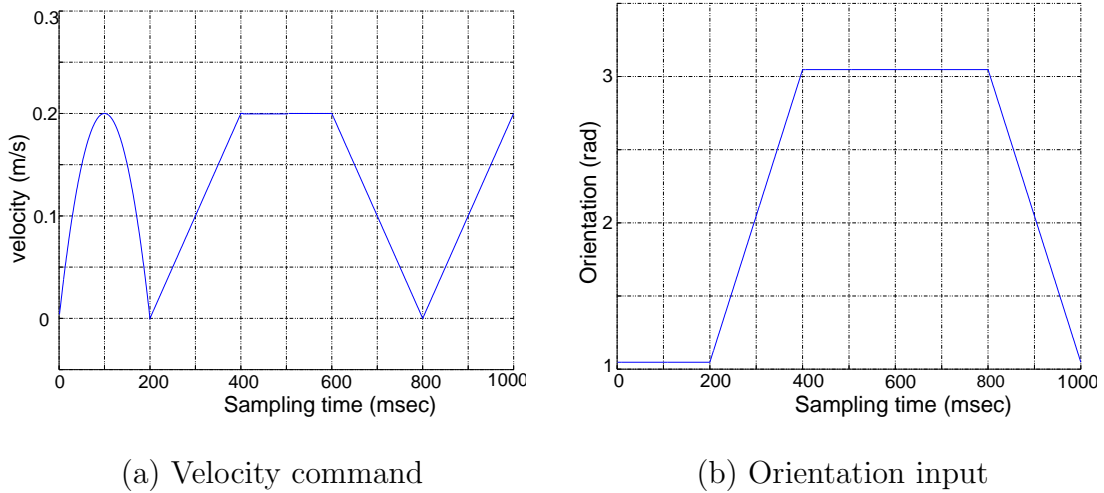 0.3
0.2
0.1
0
velocity (m/s)
0 200 400 600 800 1000
Sampling time (msec)
(a) Velocity command
3
2
1
Orientation (rad)
0 200 400 600 800 1000
Sampling time (msec)
(b) Orientation input